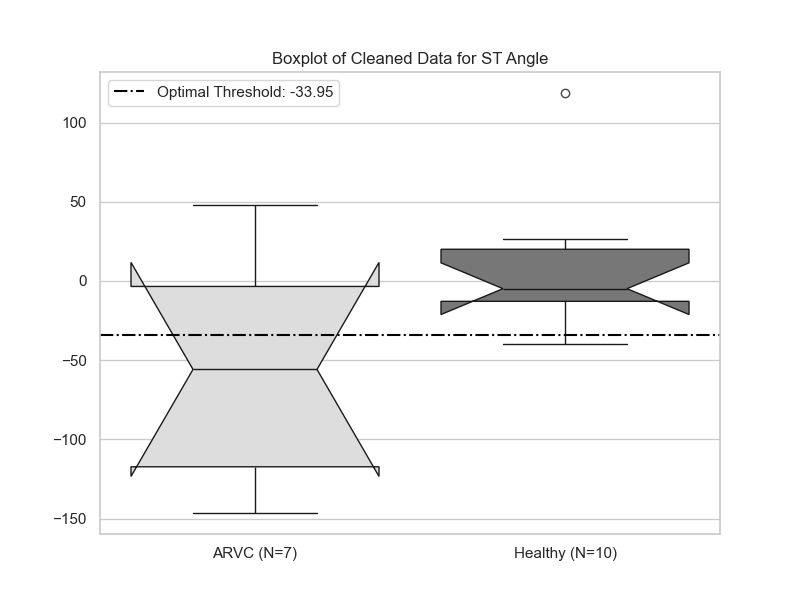 Boxplot of Cleaned Data for ST Angle
Optimal Threshold: -33.95
100
50
0
−50
−100
−150
ARVC (N=7)
Healthy (N=10)